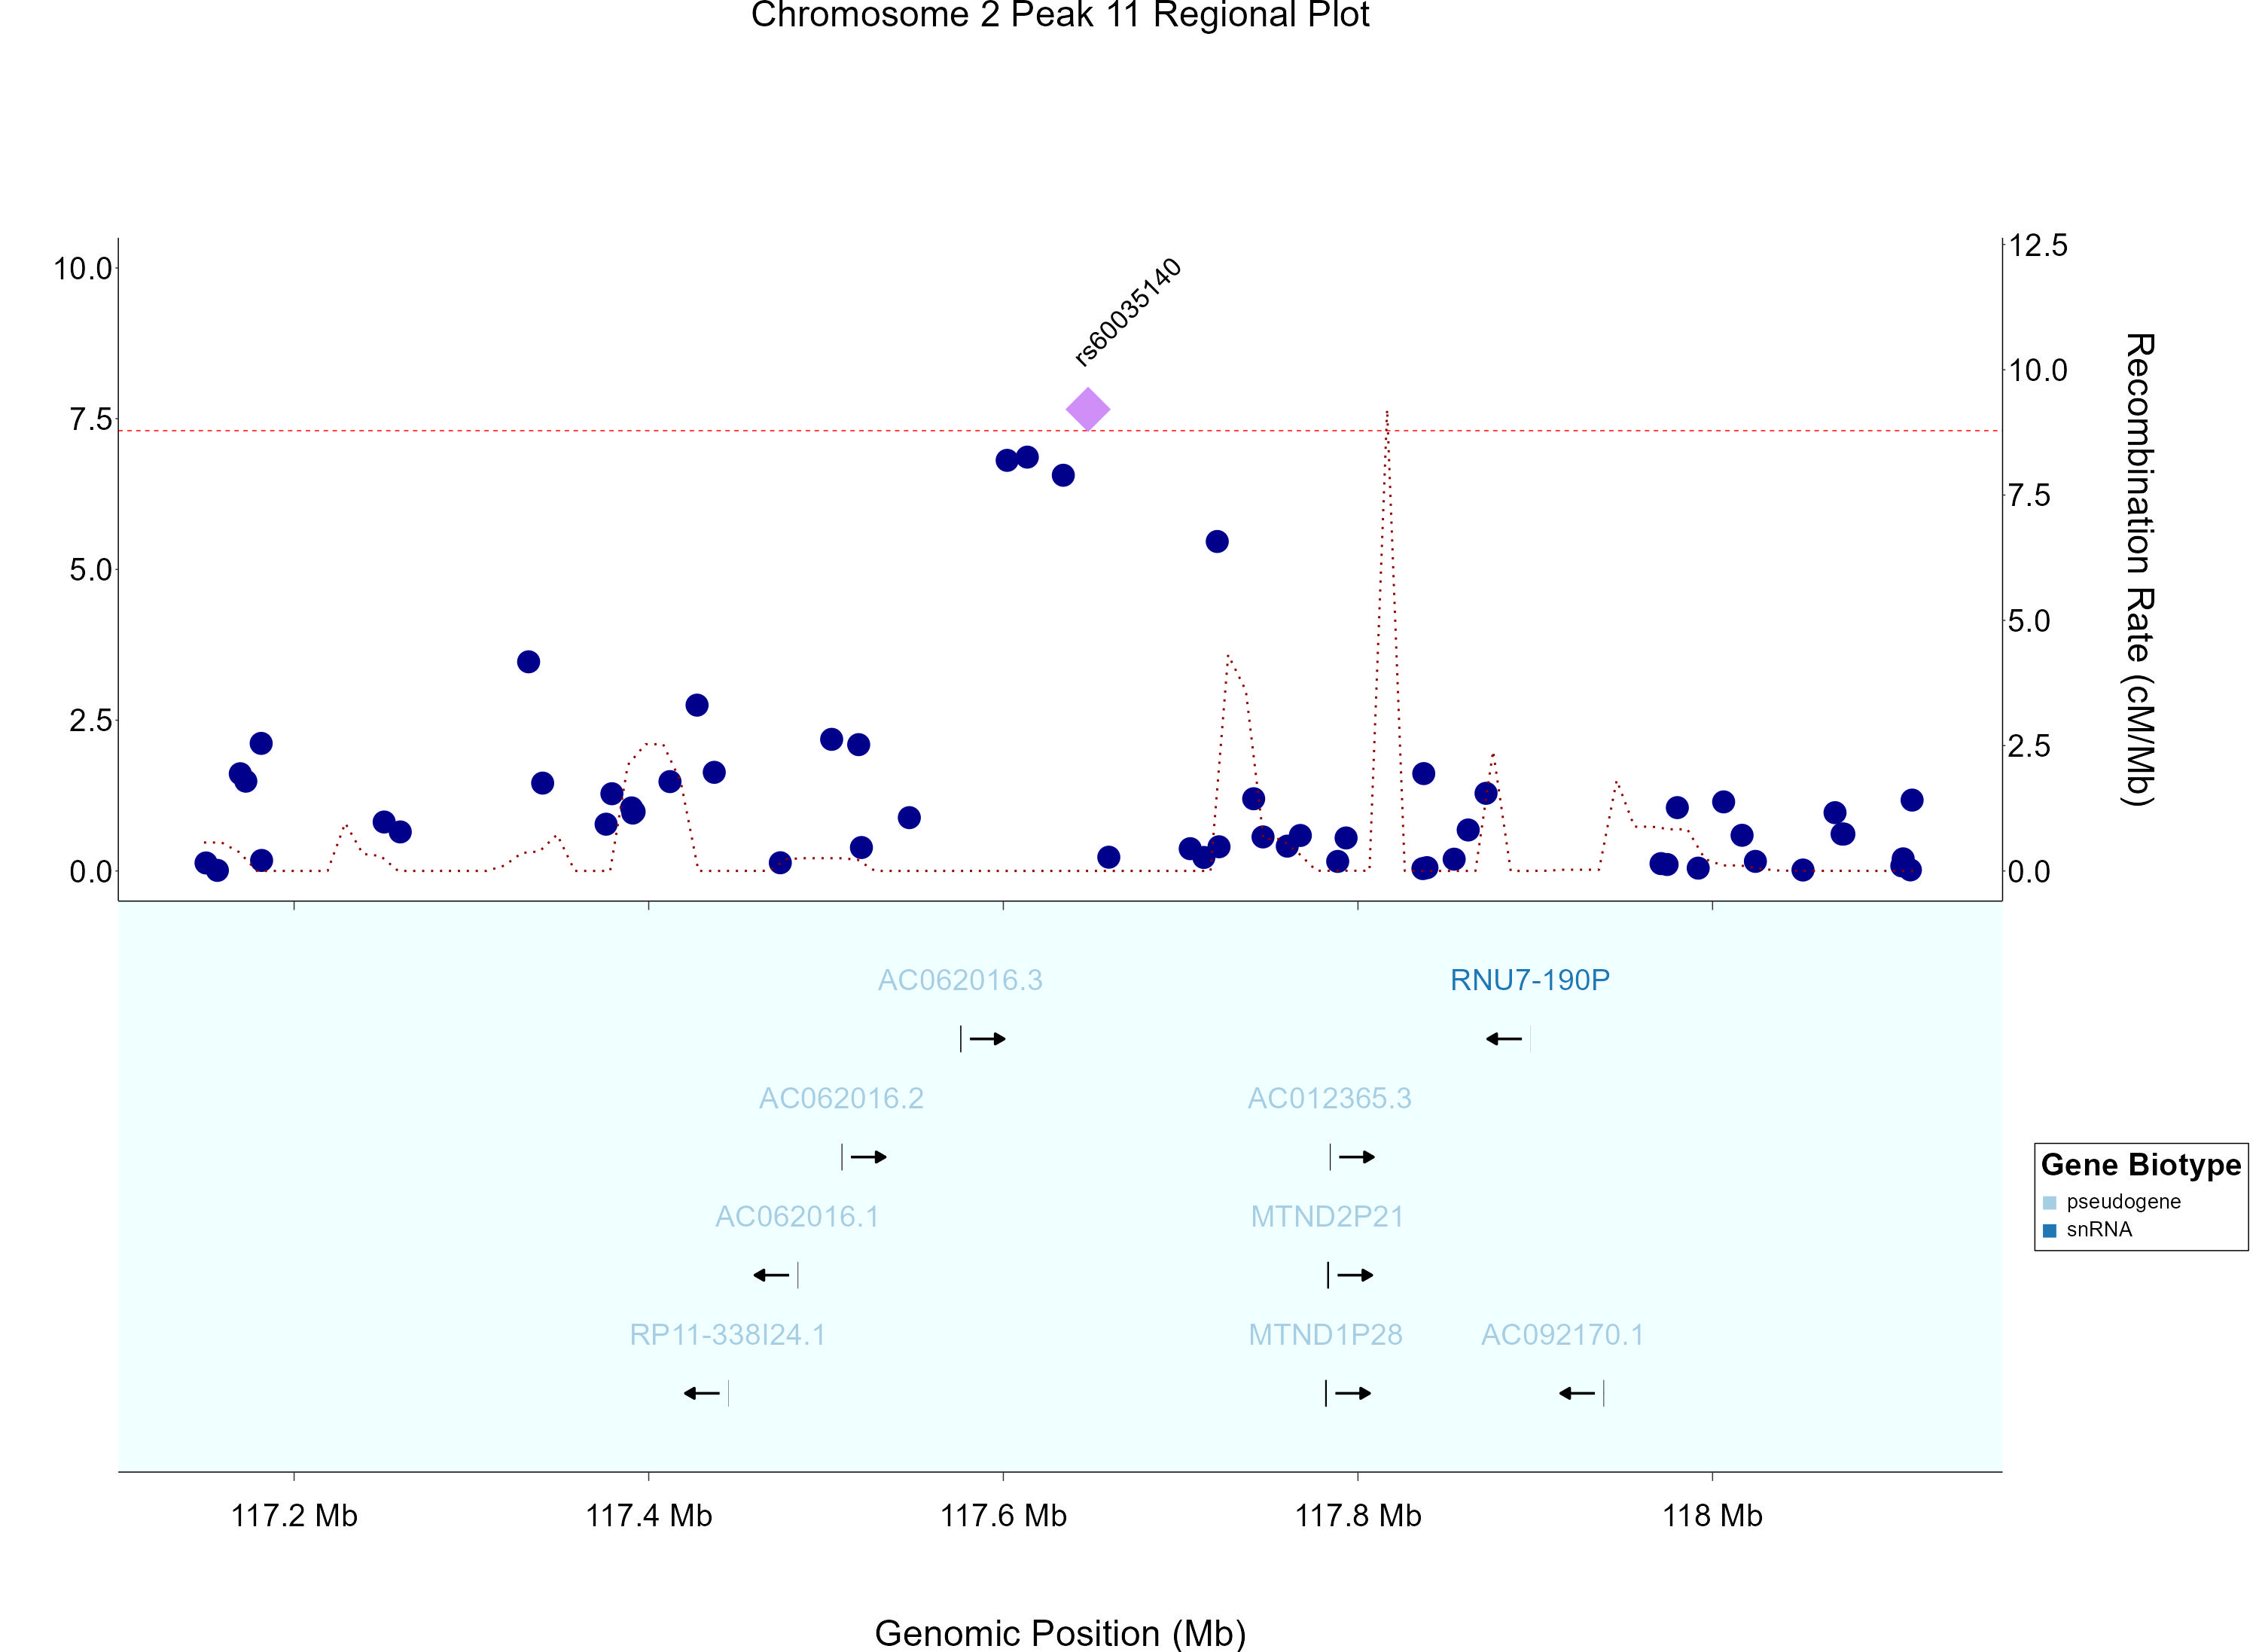 Chromosome 2 Peak 11 Regional Plot
10.0
7.5
5.0
2.5
0.0
rs60035140
12.5
10.0
7.5
5.0
2.5
0.0
Recombination Rate (cM/Mb)
AC062016.3
RNU7-190P
AC062016.2
AC012365.3
AC062016.1
MTND2P21
RP11-338I24.1
MTND1P28
AC092170.1
Gene Biotype
pseudogene
snRNA
117.2 Mb
117.4 Mb
117.6 Mb
117.8 Mb
118 Mb
Genomic Position (Mb)